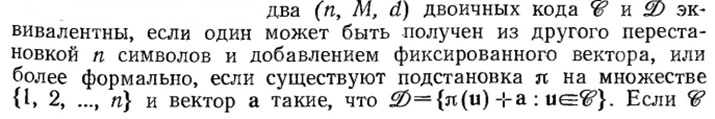 два (n, M, d) двоичных кода 𝒞 и 𝒟 эк-
вивалентны, если один может быть получен из другого переста-
новкой n символов и добавлением фиксированного вектора, или
более формально, если существуют подстановка π на множестве
{1, 2, ..., n} и вектор a такие, что 𝒟={π(u)+a : u∈𝒞}. Если 𝒞